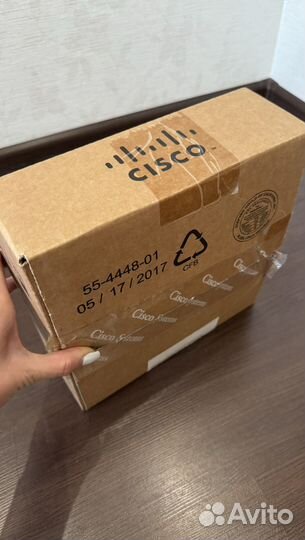 CISCO
55-4448-01
05 / 17 / 2017
GFB
Cisco Systems
Cisco Systems
Cisco Systems
Cisco Systems
Avito